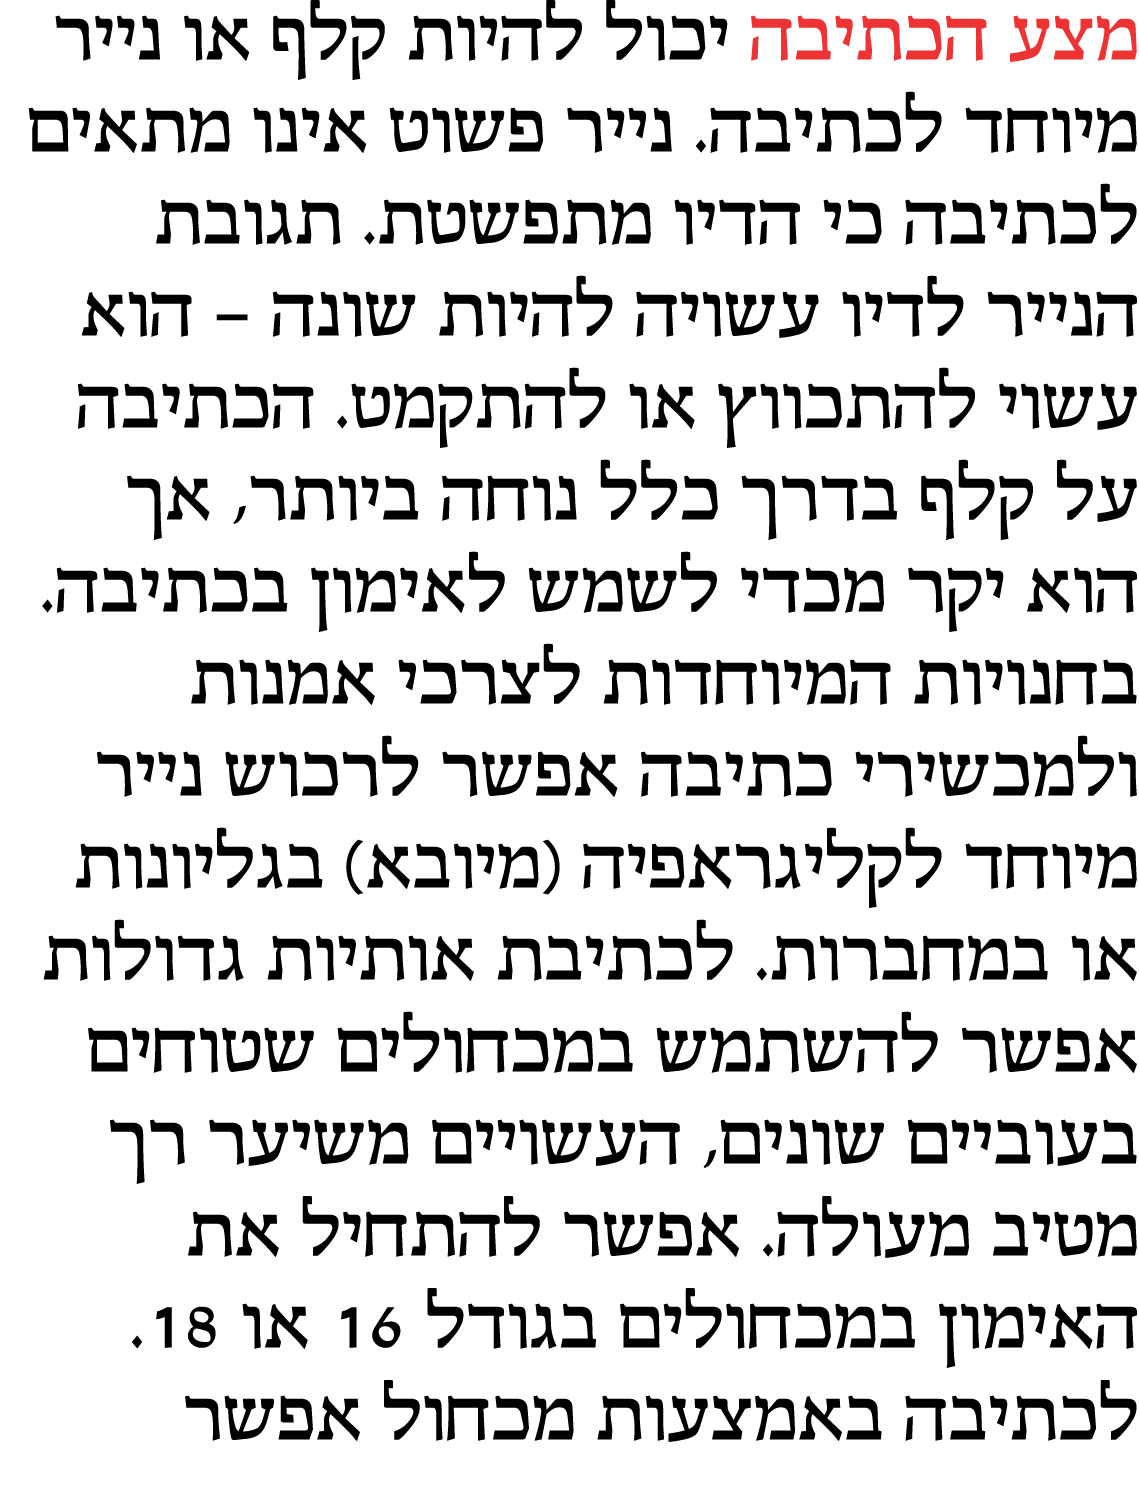 מצע הכתיבה יכול להיות קלף או נייר
מיוחד לכתיבה. נייר פשוט אינו מתאים
לכתיבה כי הדיו מתפשטת. תגובת
הנייר לדיו עשויה להיות שונה – הוא
עשוי להתכווץ או להתקמט. הכתיבה
על קלף בדרך כלל נוחה ביותר, אך
הוא יקר מכדי לשמש לאימון בכתיבה.
בחנויות המיוחדות לצרכי אמנות
ולמכשירי כתיבה אפשר לרכוש נייר
מיוחד לקליגראפיה (מיובא) בגליונות
או במחברות. לכתיבת אותיות גדולות
אפשר להשתמש במכחולים שטוחים
בעוביים שונים, העשויים משיער רך
מטיב מעולה. אפשר להתחיל את
האימון במכחולים בגודל 16 או 18.
לכתיבה באמצעות מכחול אפשר